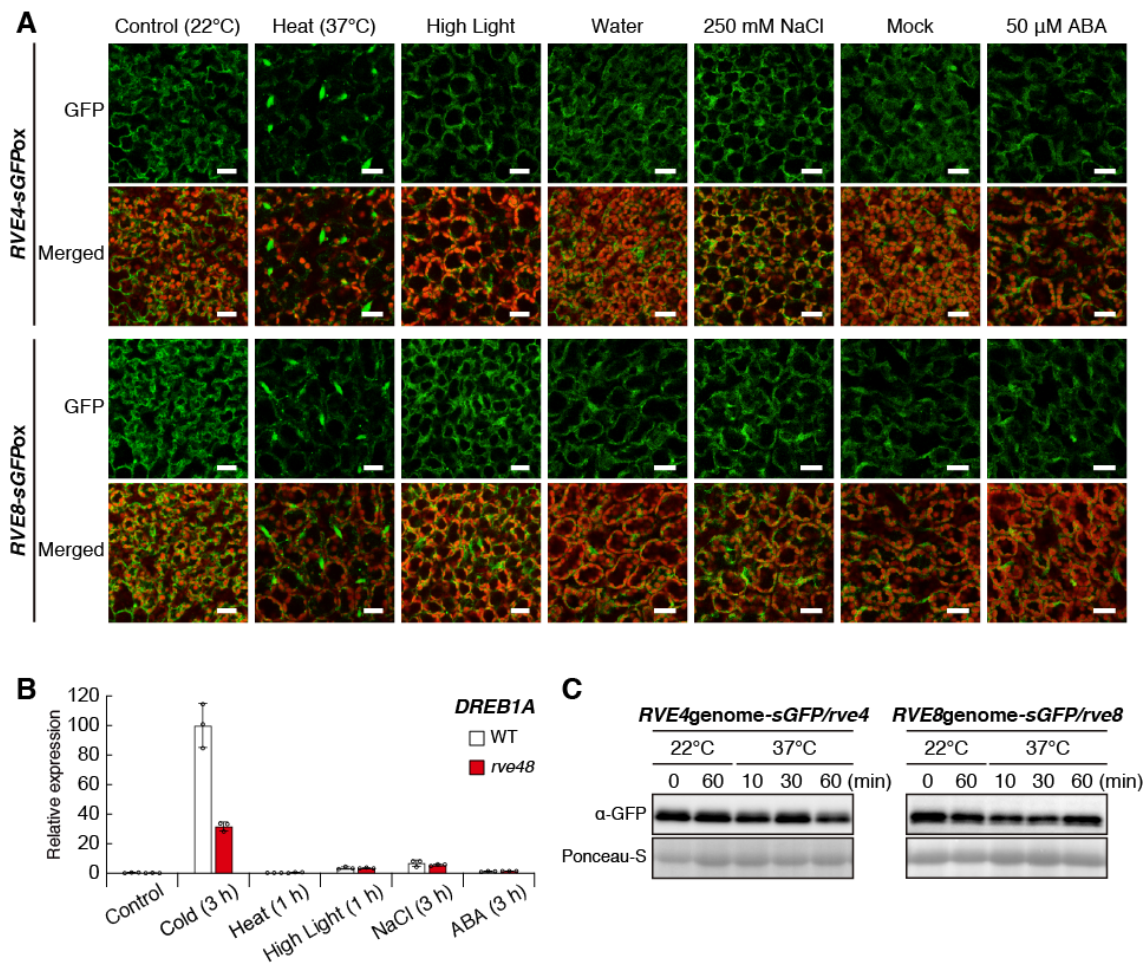 A
Control (22°C) Heat (37°C) High Light Water 250 mM NaCl Mock 50 μM ABA
RVE4-sGFPox
GFP
Merged
RVE8-sGFPox
GFP
Merged
B
Relative expression
120
100
80
60
40
20
0
DREB1A
WT
rve48
Control
Cold (3 h)
Heat (1 h)
High Light (1 h)
NaCl (3 h)
ABA (3 h)
C
RVE4genome-sGFP/rve4 RVE8genome-sGFP/rve8
22°C 37°C 22°C 37°C
0 60 10 30 60 (min) 0 60 10 30 60 (min)
α-GFP
Ponceau-S